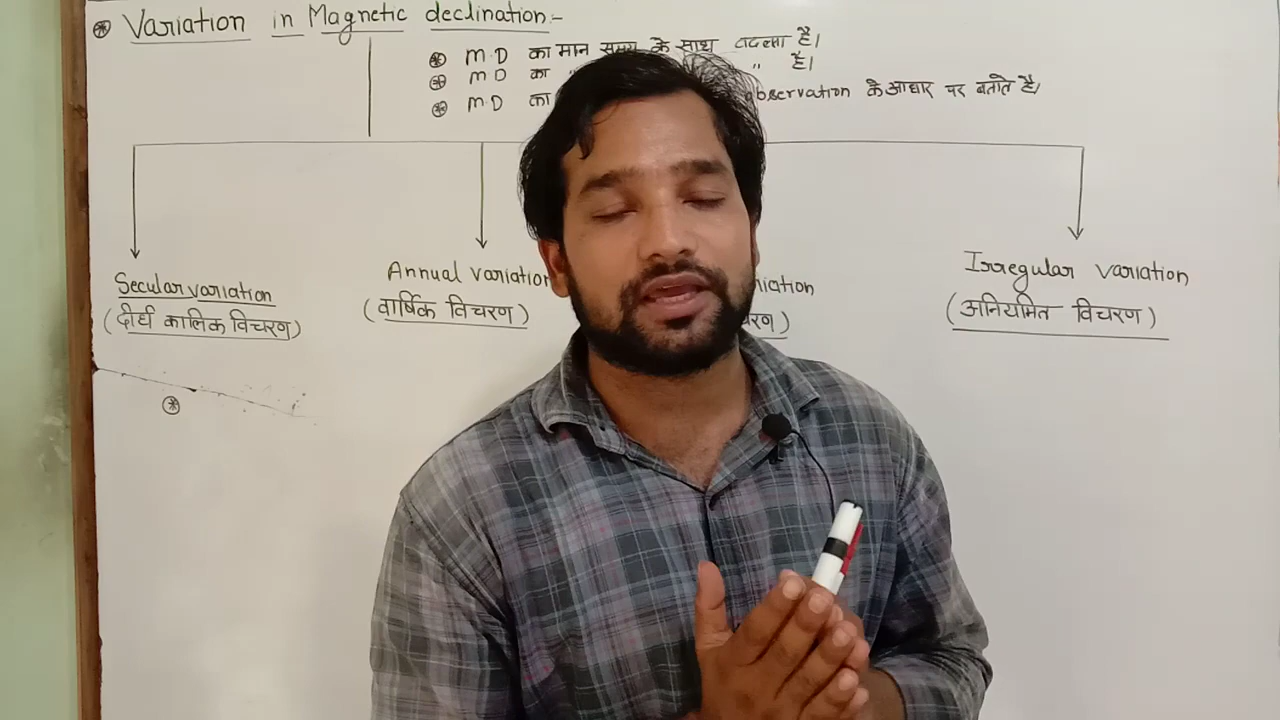 Variation in Magnetic declination:-
M.D का मान समय के साथ बदलता है।
M D का " " है।
M.D का observation के आधार पर बताते है।
Secular variation
(दीर्घ कालिक विचरण)
Annual variation
(वार्षिक विचरण)
Irregular variation
(अनियमित विचरण)